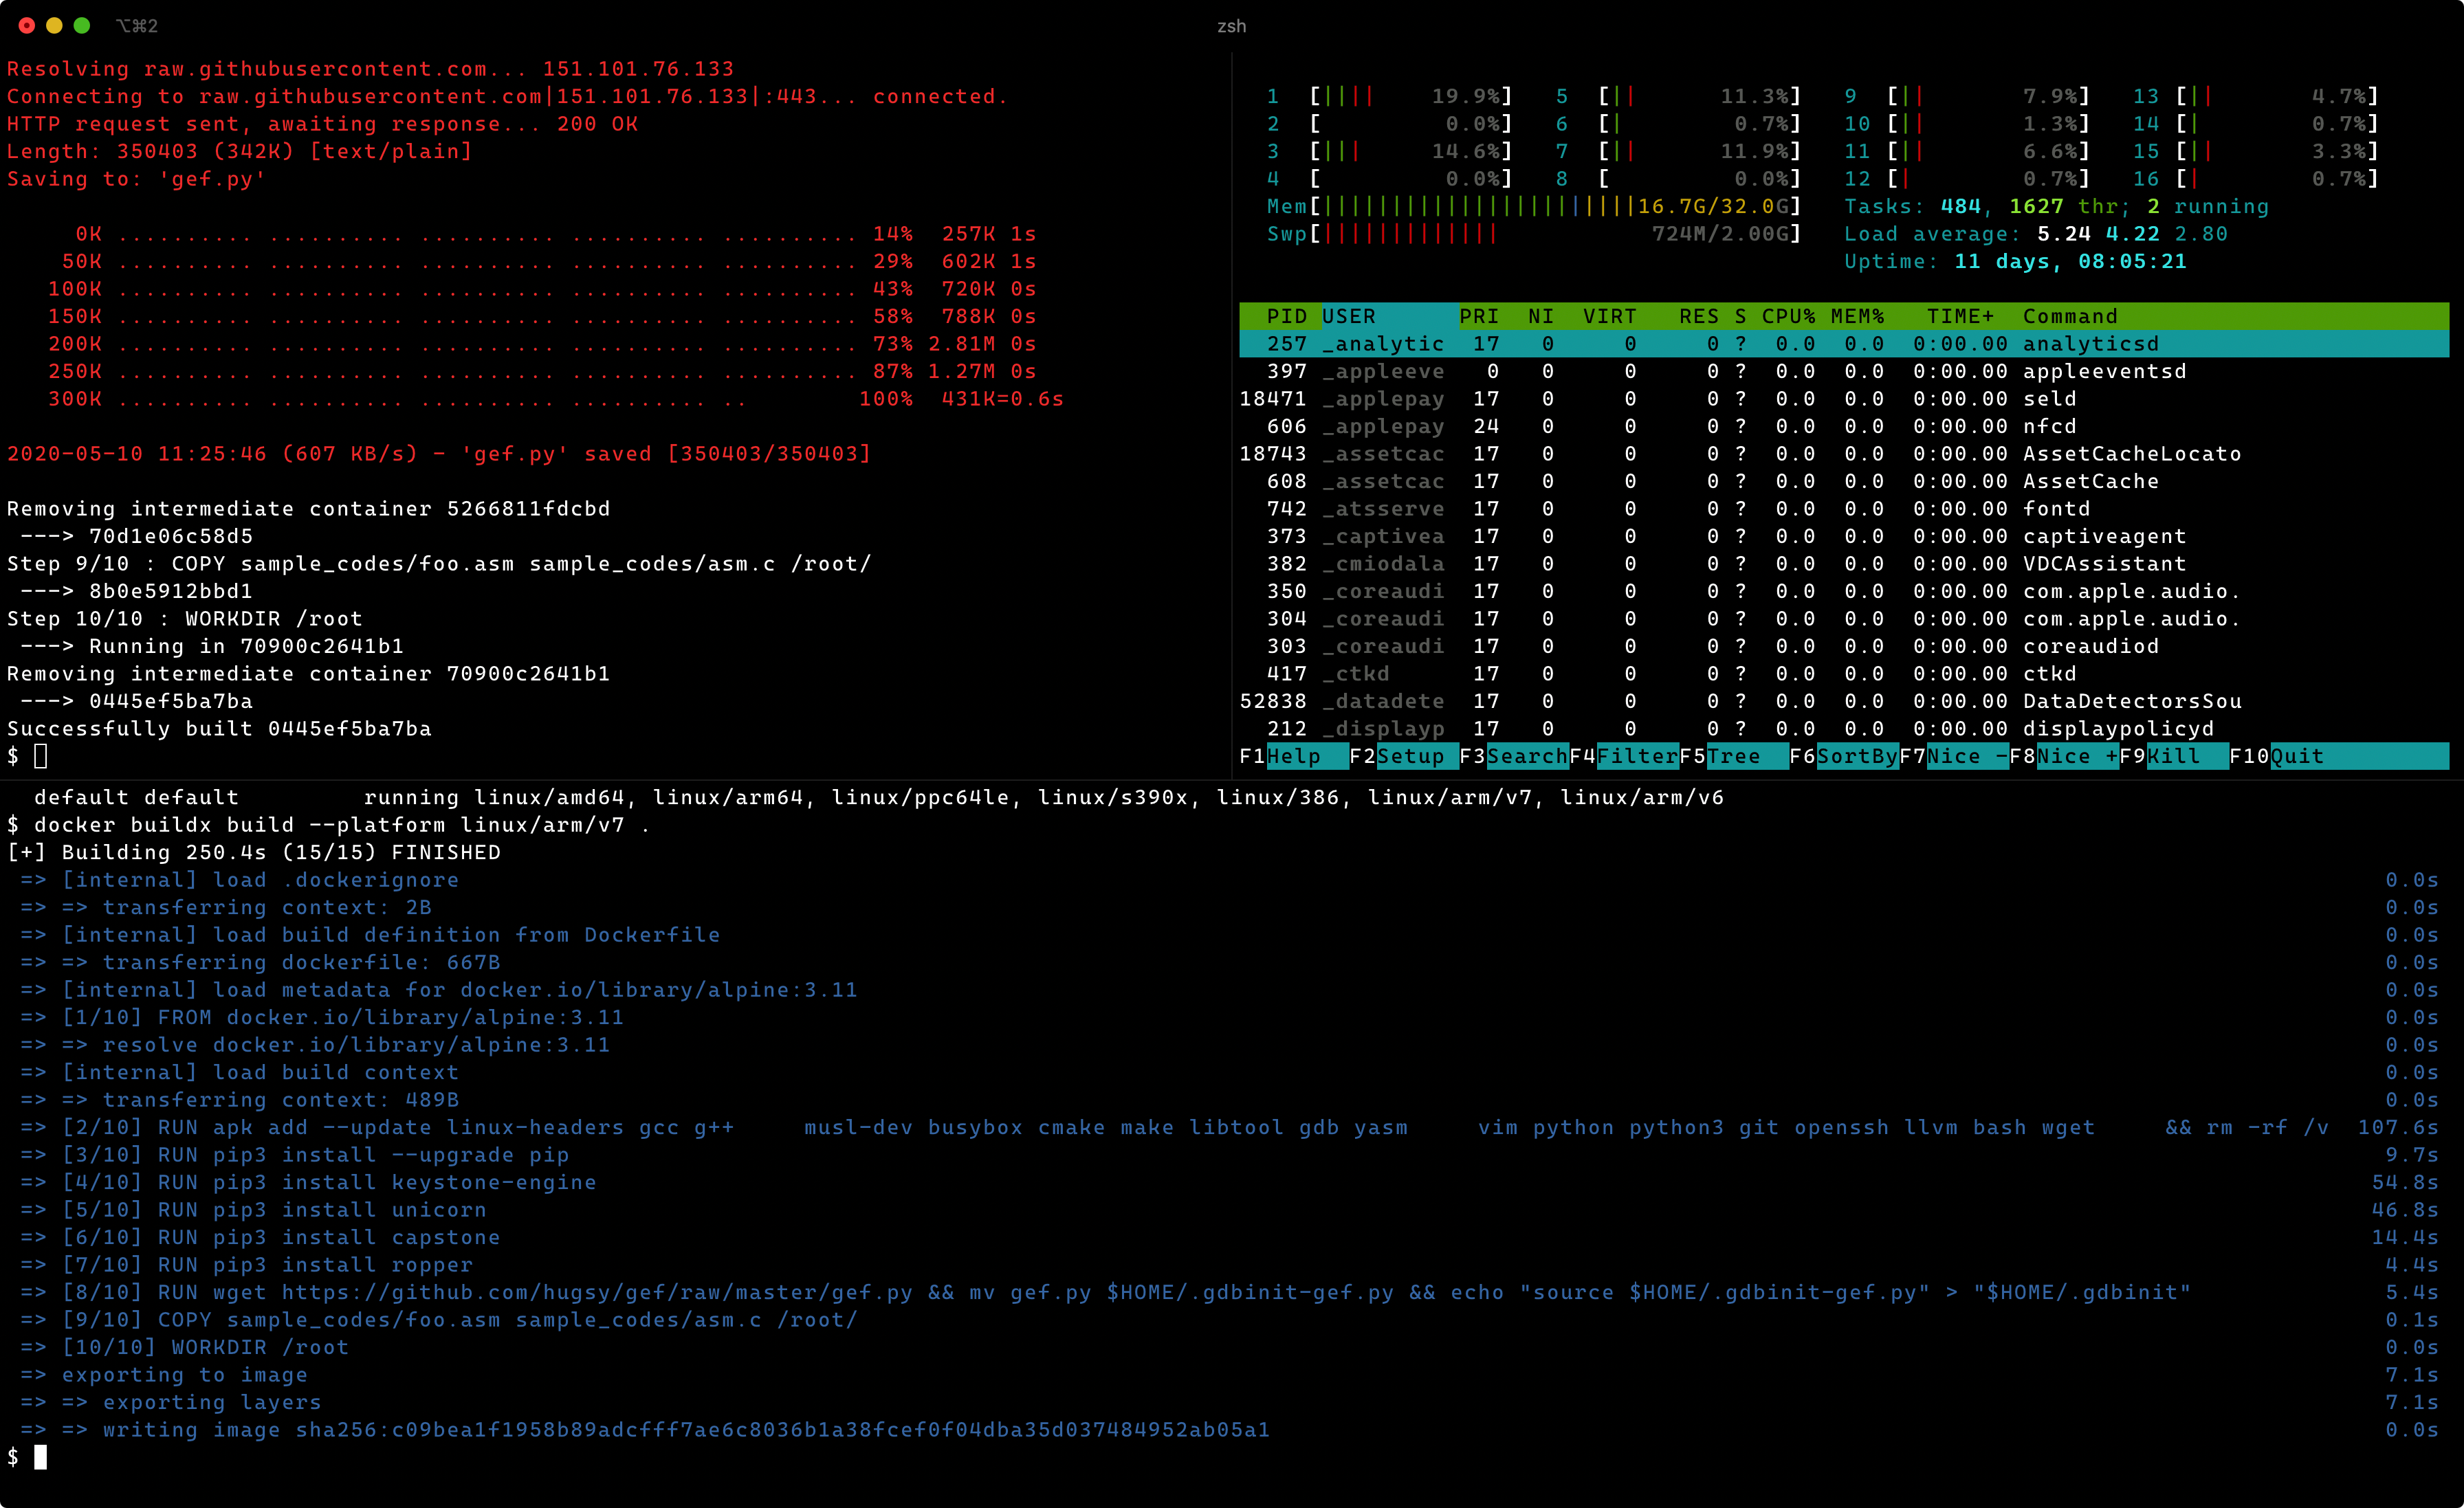 ⌥⌘2
zsh
Resolving raw.githubusercontent.com... 151.101.76.133
Connecting to raw.githubusercontent.com|151.101.76.133|:443... connected.
HTTP request sent, awaiting response... 200 OK
Length: 350403 (342K) [text/plain]
Saving to: 'gef.py'
0K .......... .......... .......... .......... .......... 14% 257K 1s
50K .......... .......... .......... .......... .......... 29% 602K 1s
100K .......... .......... .......... .......... .......... 43% 720K 0s
150K .......... .......... .......... .......... .......... 58% 788K 0s
200K .......... .......... .......... .......... .......... 73% 2.81M 0s
250K .......... .......... .......... .......... .......... 87% 1.27M 0s
300K .......... .......... .......... .......... .. 100% 431K=0.6s
2020-05-10 11:25:46 (607 KB/s) - 'gef.py' saved [350403/350403]
Removing intermediate container 5266811fdcbd
---> 70d1e06c58d5
Step 9/10 : COPY sample_codes/foo.asm sample_codes/asm.c /root/
---> 8b0e5912bbd1
Step 10/10 : WORKDIR /root
---> Running in 70900c2641b1
Removing intermediate container 70900c2641b1
---> 0445ef5ba7ba
Successfully built 0445ef5ba7ba
$
1 [|||| 19.9%] 5 [|| 11.3%] 9 [|| 7.9%] 13 [|| 4.7%]
2 [ 0.0%] 6 [| 0.7%] 10 [|| 1.3%] 14 [| 0.7%]
3 [||| 14.6%] 7 [|| 11.9%] 11 [|| 6.6%] 15 [|| 3.3%]
4 [ 0.0%] 8 [ 0.0%] 12 [| 0.7%] 16 [| 0.7%]
Mem[|||||||||||||||||||||||16.7G/32.0G] Tasks: 484, 1627 thr; 2 running
Swp[||||||||||||| 724M/2.00G] Load average: 5.24 4.22 2.80
Uptime: 11 days, 08:05:21
PID USER PRI NI VIRT RES S CPU% MEM% TIME+ Command
257 _analytic 17 0 0 0 ? 0.0 0.0 0:00.00 analyticsd
397 _appleeve 0 0 0 0 ? 0.0 0.0 0:00.00 appleeventsd
18471 _applepay 17 0 0 0 ? 0.0 0.0 0:00.00 seld
606 _applepay 24 0 0 0 ? 0.0 0.0 0:00.00 nfcd
18743 _assetcac 17 0 0 0 ? 0.0 0.0 0:00.00 AssetCacheLocato
608 _assetcac 17 0 0 0 ? 0.0 0.0 0:00.00 AssetCache
742 _atsserve 17 0 0 0 ? 0.0 0.0 0:00.00 fontd
373 _captivea 17 0 0 0 ? 0.0 0.0 0:00.00 captiveagent
382 _cmiodala 17 0 0 0 ? 0.0 0.0 0:00.00 VDCAssistant
350 _coreaudi 17 0 0 0 ? 0.0 0.0 0:00.00 com.apple.audio.
304 _coreaudi 17 0 0 0 ? 0.0 0.0 0:00.00 com.apple.audio.
303 _coreaudi 17 0 0 0 ? 0.0 0.0 0:00.00 coreaudiod
417 _ctkd 17 0 0 0 ? 0.0 0.0 0:00.00 ctkd
52838 _datadete 17 0 0 0 ? 0.0 0.0 0:00.00 DataDetectorsSou
212 _displayp 17 0 0 0 ? 0.0 0.0 0:00.00 displaypolicyd
F1Help F2Setup F3SearchF4FilterF5Tree F6SortByF7Nice -F8Nice +F9Kill F10Quit
default default running linux/amd64, linux/arm64, linux/ppc64le, linux/s390x, linux/386, linux/arm/v7, linux/arm/v6
$ docker buildx build --platform linux/arm/v7 .
[+] Building 250.4s (15/15) FINISHED
=> [internal] load .dockerignore 0.0s
=> => transferring context: 2B 0.0s
=> [internal] load build definition from Dockerfile 0.0s
=> => transferring dockerfile: 667B 0.0s
=> [internal] load metadata for docker.io/library/alpine:3.11 0.0s
=> [1/10] FROM docker.io/library/alpine:3.11 0.0s
=> => resolve docker.io/library/alpine:3.11 0.0s
=> [internal] load build context 0.0s
=> => transferring context: 489B 0.0s
=> [2/10] RUN apk add --update linux-headers gcc g++ musl-dev busybox cmake make libtool gdb yasm vim python python3 git openssh llvm bash wget && rm -rf /v 107.6s
=> [3/10] RUN pip3 install --upgrade pip 9.7s
=> [4/10] RUN pip3 install keystone-engine 54.8s
=> [5/10] RUN pip3 install unicorn 46.8s
=> [6/10] RUN pip3 install capstone 14.4s
=> [7/10] RUN pip3 install ropper 4.4s
=> [8/10] RUN wget https://github.com/hugsy/gef/raw/master/gef.py && mv gef.py $HOME/.gdbinit-gef.py && echo "source $HOME/.gdbinit-gef.py" > "$HOME/.gdbinit" 5.4s
=> [9/10] COPY sample_codes/foo.asm sample_codes/asm.c /root/ 0.1s
=> [10/10] WORKDIR /root 0.0s
=> exporting to image 7.1s
=> => exporting layers 7.1s
=> => writing image sha256:c09bea1f1958b89adcfff7ae6c8036b1a38fcef0f04dba35d037484952ab05a1 0.0s
$